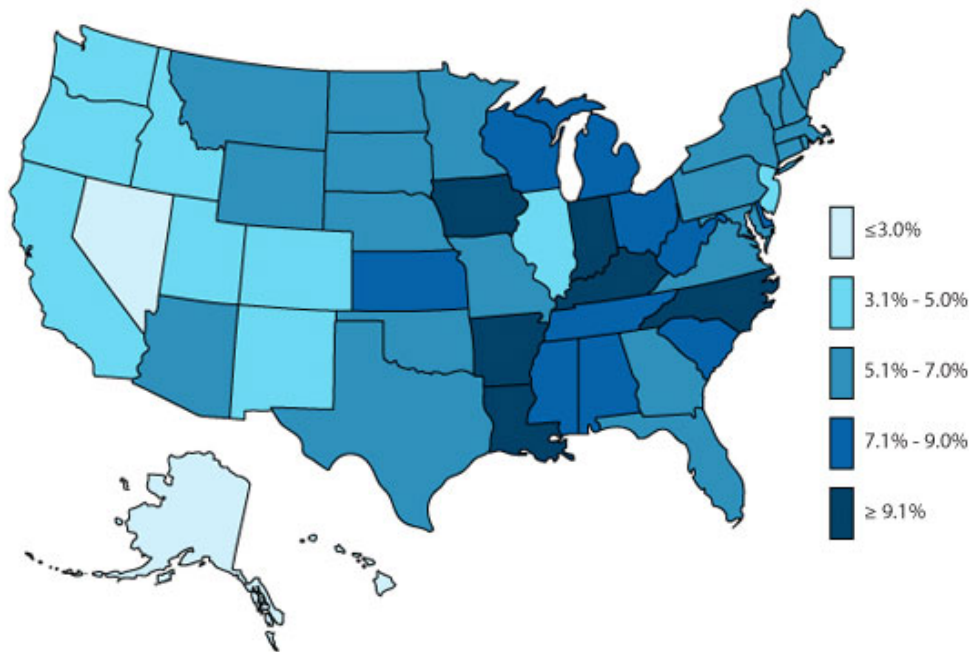 ≤3.0%
3.1% - 5.0%
5.1% - 7.0%
7.1% - 9.0%
≥ 9.1%